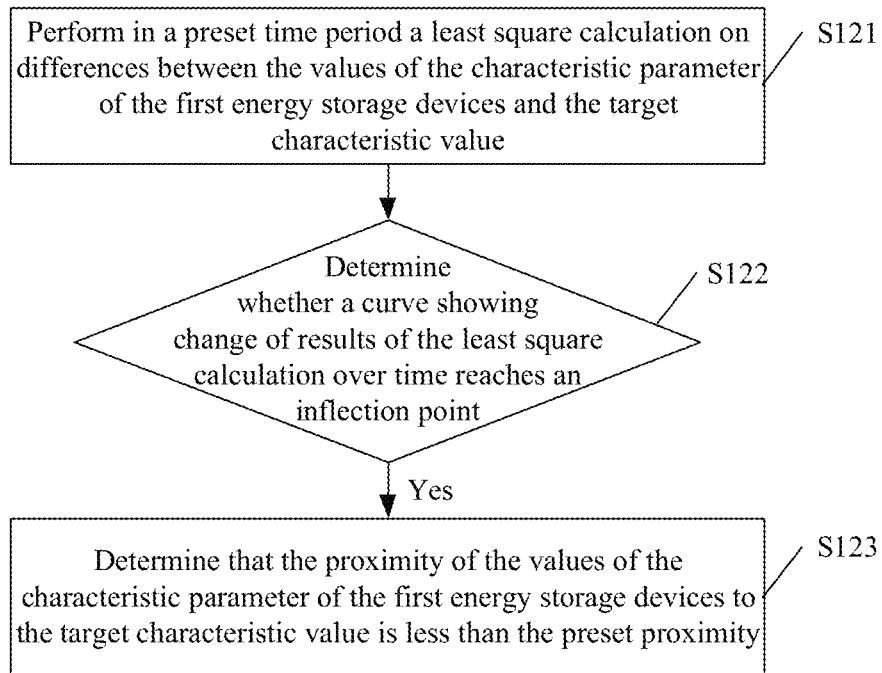 Perform in a preset time period a least square calculation on
differences between the values of the characteristic parameter
of the first energy storage devices and the target
characteristic value
S121
Determine
whether a curve showing
change of results of the least square
calculation over time reaches an
inflection point
S122
Yes
Determine that the proximity of the values of the
characteristic parameter of the first energy storage devices to
the target characteristic value is less than the preset proximity
S123